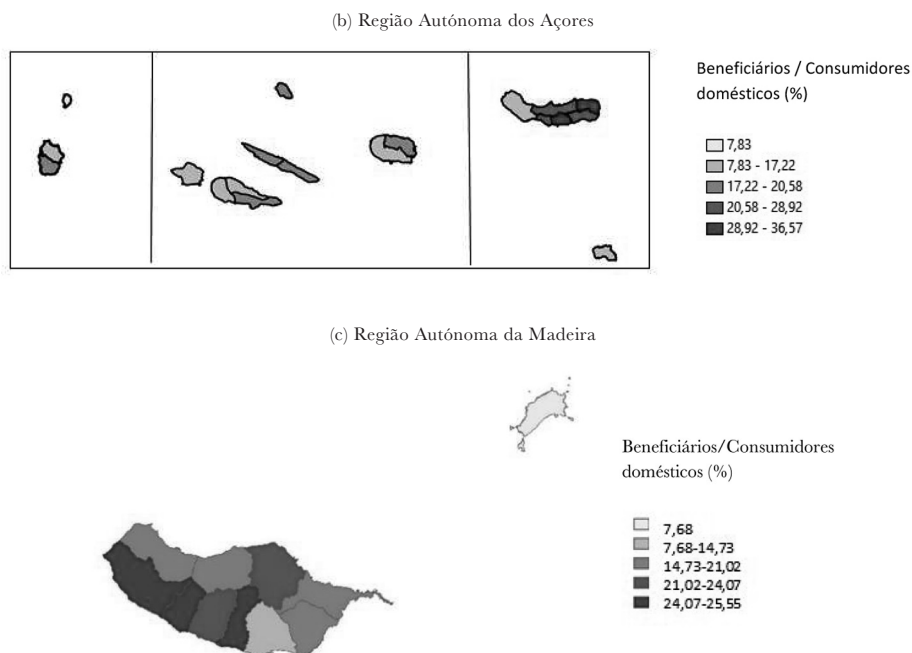 (b) Região Autónoma dos Açores
Beneficiários / Consumidores
domésticos (%)
7,83
7,83 - 17,22
17,22 - 20,58
20,58 - 28,92
28,92 - 36,57
(c) Região Autónoma da Madeira
Beneficiários/Consumidores
domésticos (%)
7,68
7,68-14,73
14,73-21,02
21,02-24,07
24,07-25,55